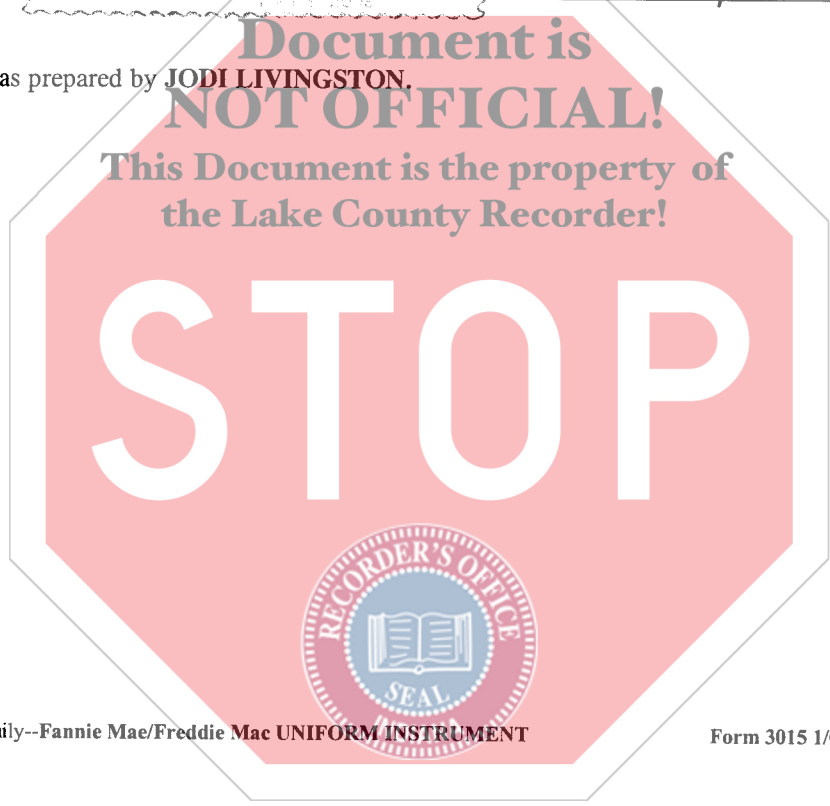 Document is
as prepared by JODI LIVINGSTON.
NOT OFFICIAL!
This Document is the property of
the Lake County Recorder!
STOP
RECORDER'S OFFICE
SEAL
INDIANA
ily--Fannie Mae/Freddie Mac UNIFORM INSTRUMENT
Form 3015 1/